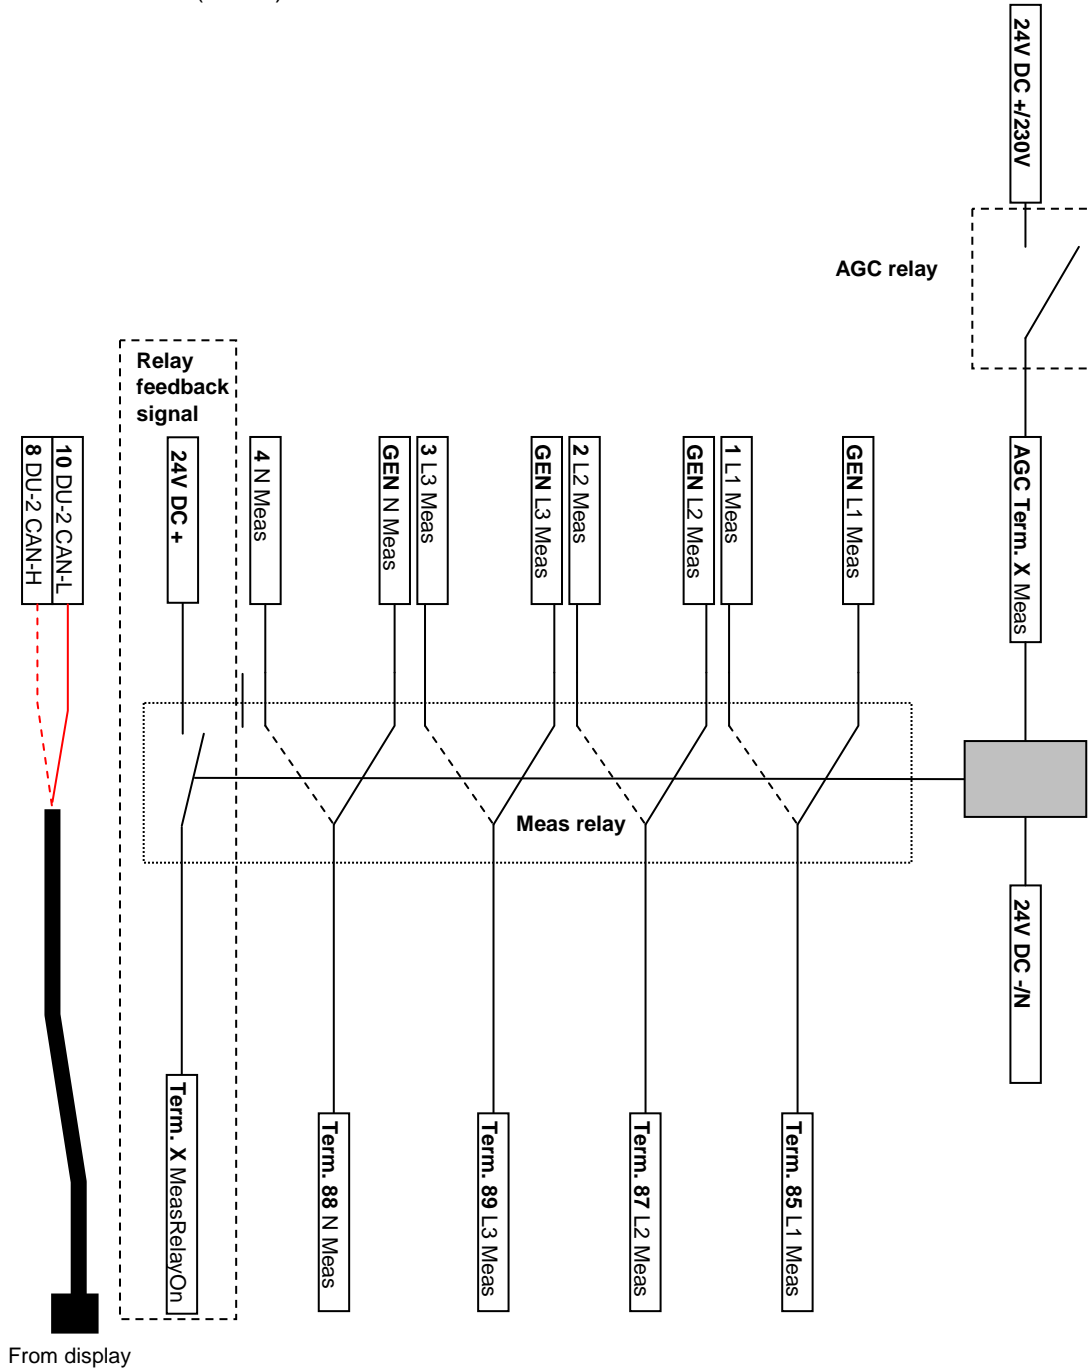 24V DC +/230V
AGC relay
Relay
feedback
signal
8 DU-2 CAN-H
10 DU-2 CAN-L
24V DC +
4 N Meas
GEN N Meas
3 L3 Meas
GEN L3 Meas
2 L2 Meas
GEN L2 Meas
1 L1 Meas
GEN L1 Meas
AGC Term. X Meas
Meas relay
24V DC -/N
Term. X MeasRelayOn
Term. 88 N Meas
Term. 89 L3 Meas
Term. 87 L2 Meas
Term. 85 L1 Meas
From display